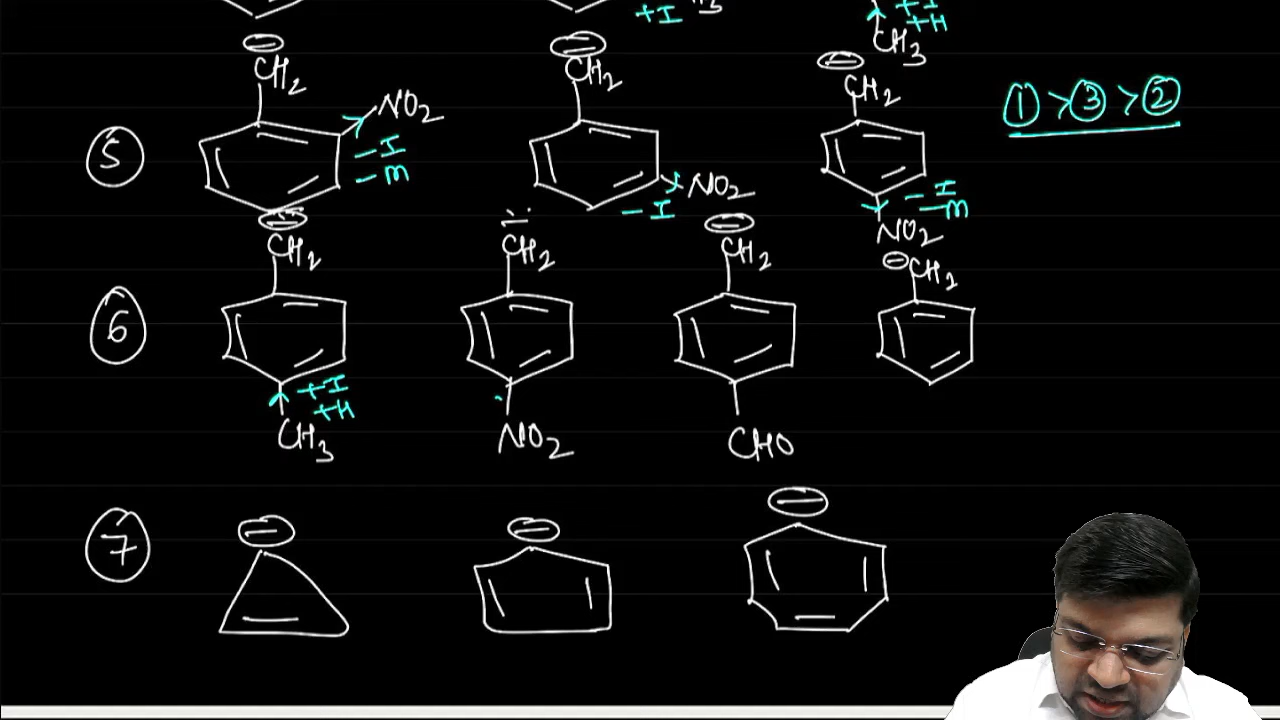 +I
+I
+H
CH3
⊖
CH2
⊖
CH2
⊖
CH2
① > ③ > ②
⑤
NO2
-I
-m
NO2
-I
-I
-m
NO2
⊖
CH2
CH2
⊖
CH2
⊖CH2
⑥
+I
+H
CH3
NO2
CHO
⑦
⊖
⊖
⊖